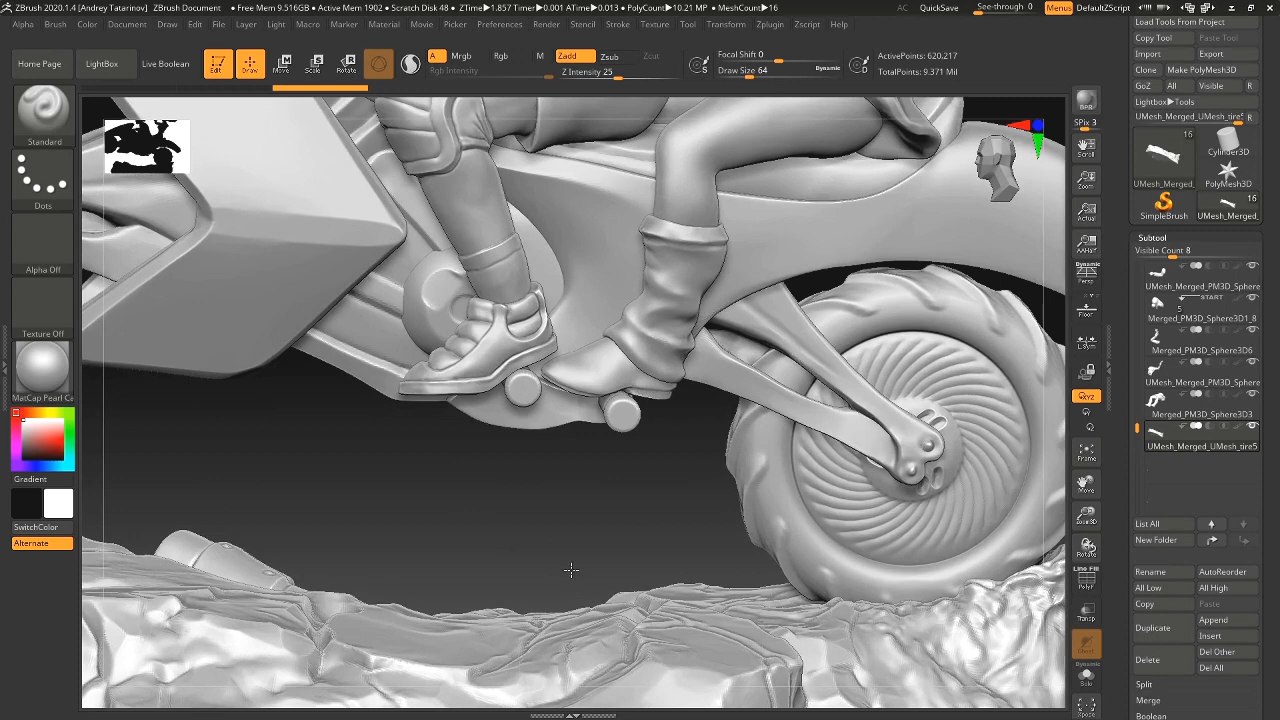 ZBrush 2020.1.4 [Andrey Tatarinov] ZBrush Document • Free Mem 9.516GB • Active Mem 1902 • Scratch Disk 48 • ZTime▶1.857 Timer▶0.001 ATime▶0.013 • PolyCount▶10.21 MP • MeshCount▶16 AC QuickSave See-through 0 Menus DefaultZScript
Alpha Brush Color Document Draw Edit File Layer Light Macro Marker Material Movie Picker Preferences Render Stencil Stroke Texture Tool Transform Zplugin Zscript Help
Home Page LightBox Live Boolean Edit Draw Move Scale Rotate A Mrgb Rgb M Zadd Zsub Zcut
Rgb Intensity Z Intensity 25
Focal Shift 0
Draw Size 64 Dynamic
S D
ActivePoints: 620.217
TotalPoints: 9.371 Mil
Standard
Dots
Alpha Off
Texture Off
MatCap Pearl Ca
Gradient
SwitchColor
Alternate
BPR
SPix 3
Scroll
Zoom
Actual
AAHalf
Dynamic
Persp
Floor
L.Sym
XYZ
Frame
Move
Zoom3D
Rotate
Line Fill
PolyF
Transp
Dynamic
Solo
Xpose
Load Tools From Project
Copy Tool Paste Tool
Import Export
Clone Make PolyMesh3D
GoZ All Visible R
Lightbox▶Tools
UMesh_Merged_UMesh_tire5 R
16
Cylinder3D
UMesh_Merged_ PolyMesh3D
16
SimpleBrush UMesh_Merged_
Subtool
Visible Count 8
UMesh_Merged_PM3D_Sphere
START
5
Merged_PM3D_Sphere3D1_8
Merged_PM3D_Sphere3D6
UMesh_Merged_PM3D_Sphere
Merged_PM3D_Sphere3D3
UMesh_Merged_UMesh_tire5
List All
New Folder
Rename AutoReorder
All Low All High
Copy Paste
Duplicate Append
Insert
Delete Del Other
Del All
Split
Merge
Boolean